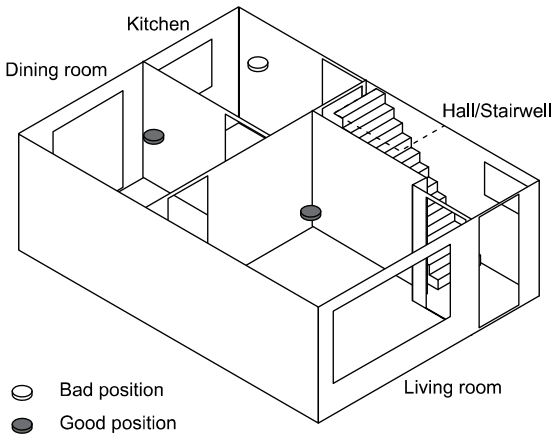 Kitchen
Dining room
Hall/Stairwell
Living room
Bad position
Good position